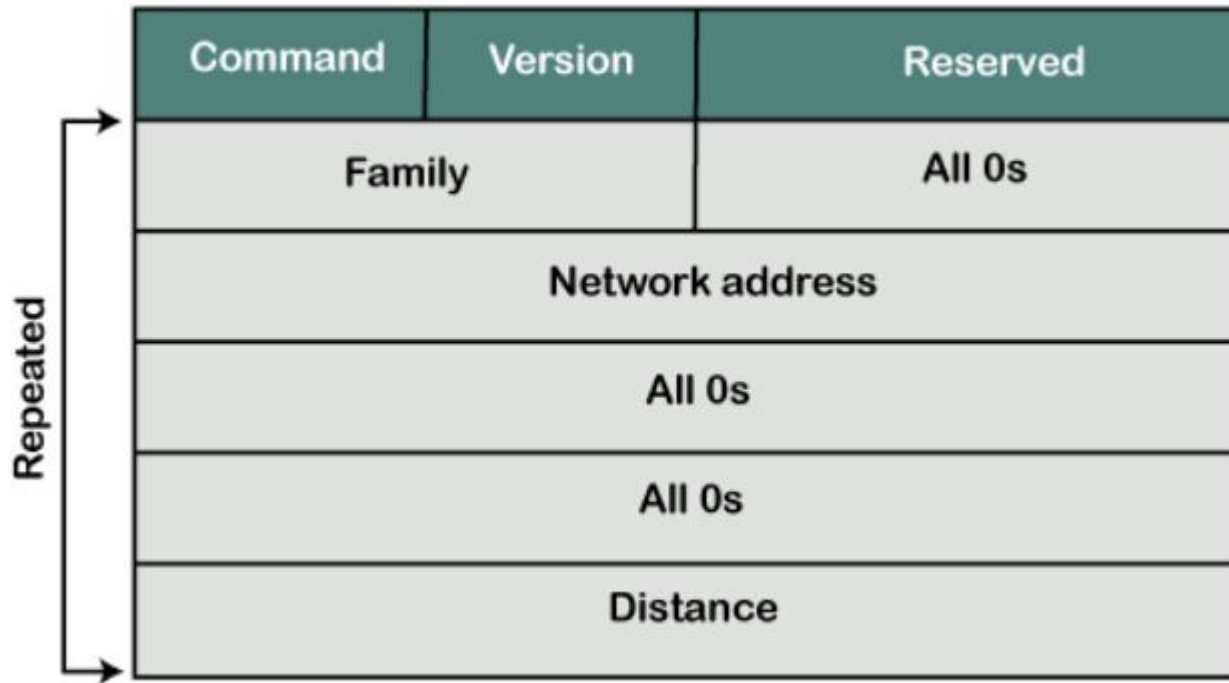 Command Version Reserved
Family All 0s
Network address
All 0s
All 0s
Distance
Repeated